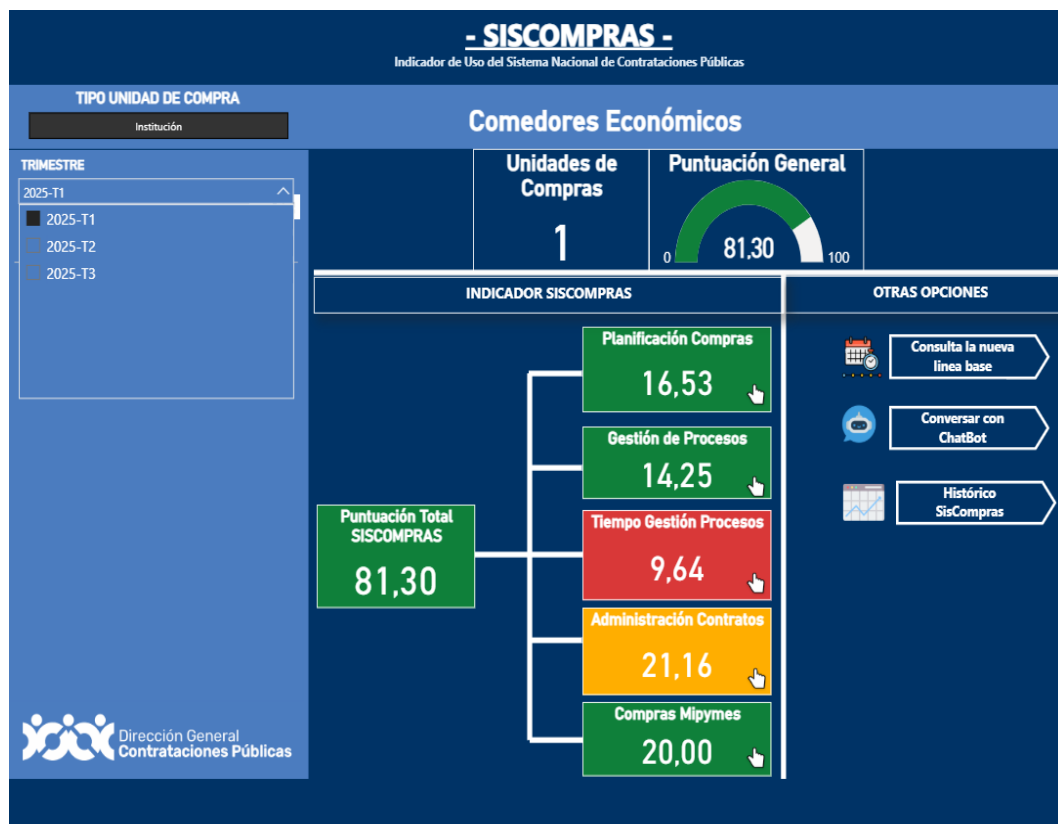 - SISCOMPRAS -
Indicador de Uso del Sistema Nacional de Contrataciones Públicas
TIPO UNIDAD DE COMPRA
Institución
Comedores Económicos
TRIMESTRE
2025-T1
2025-T1
2025-T2
2025-T3
Unidades de
Compras
1
Puntuación General
0
81,30
100
INDICADOR SISCOMPRAS
OTRAS OPCIONES
Puntuación Total
SISCOMPRAS
81,30
Planificación Compras
16,53
Gestión de Procesos
14,25
Tiempo Gestión Procesos
9,64
Administración Contratos
21,16
Compras Mipymes
20,00
Consulta la nueva
linea base
Conversar con
ChatBot
Histórico
SisCompras
Dirección General
Contrataciones Públicas